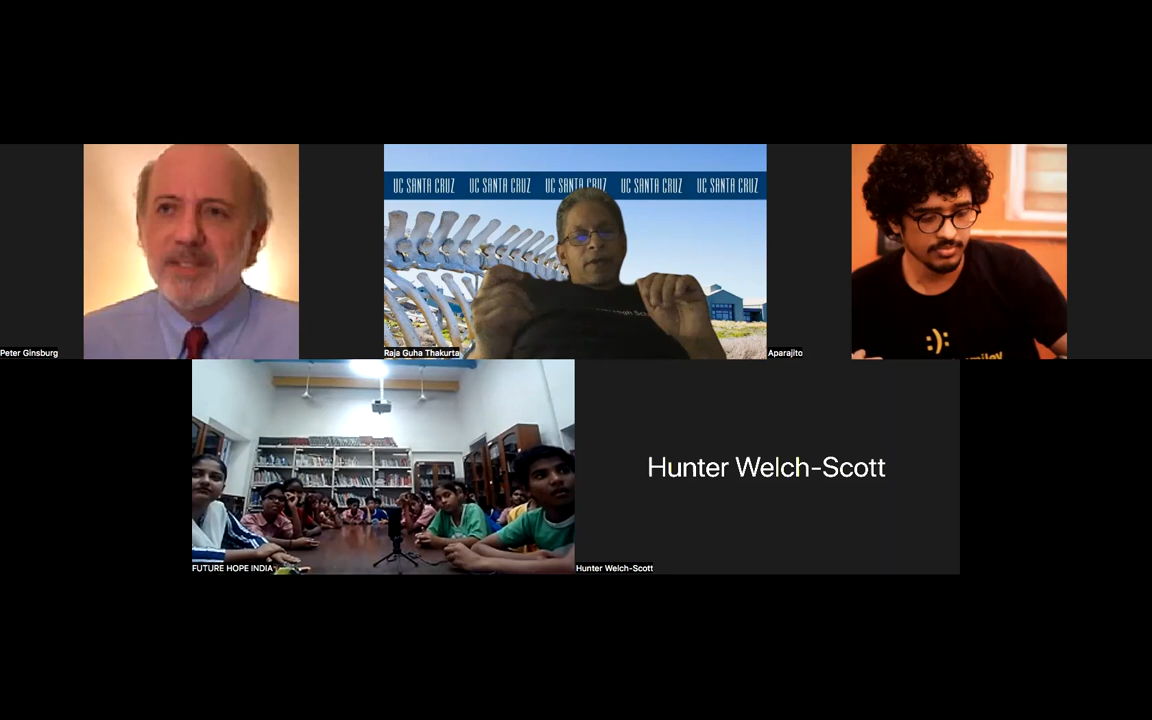 UC SANTA CRUZ UC SANTA CRUZ UC SANTA CRUZ UC SANTA CRUZ UC SANTA CRUZ
Peter Ginsburg
Raja Guha Thakurta
Aparajito
:)
Hunter Welch-Scott
FUTURE HOPE INDIA
Hunter Welch-Scott